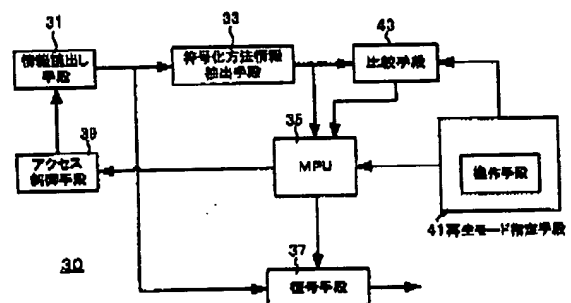 31
情報読出し
手段
33
符号化方法情報
抽出手段
43
比較手段
35
MPU
39
アクセス
制御手段
操作手段
41再生モード指定手段
30
37
復号手段